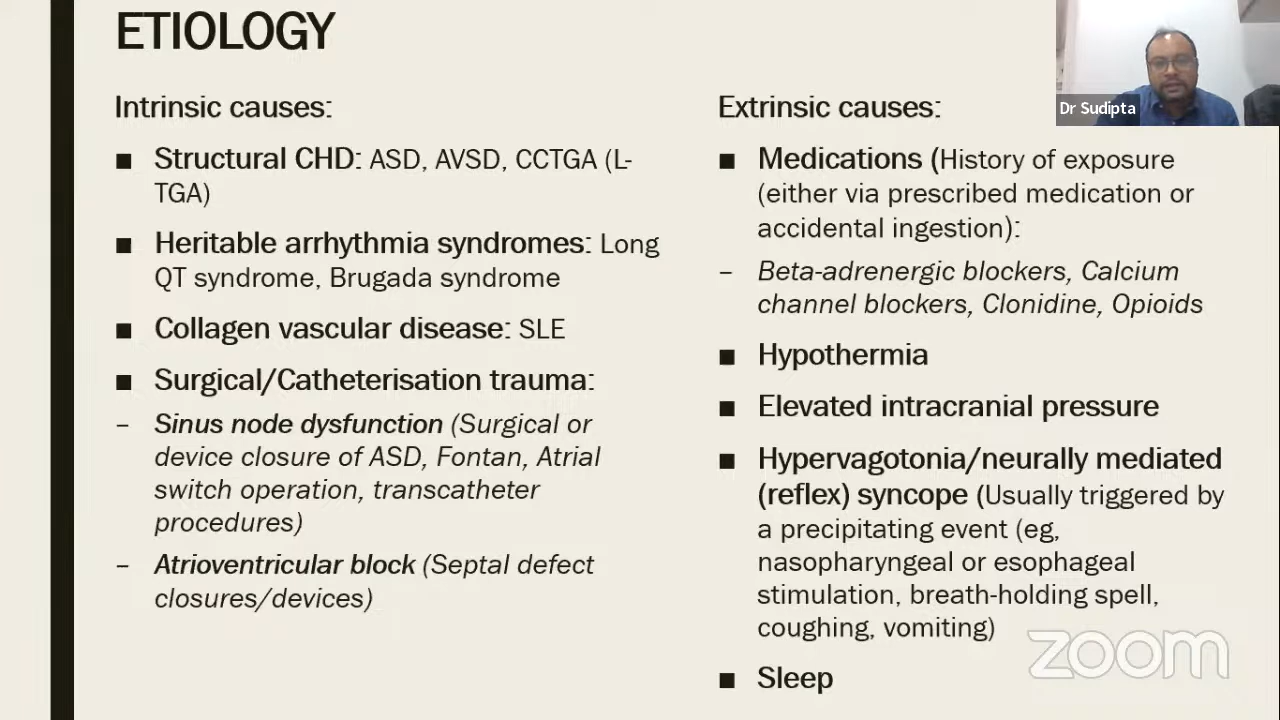 ETIOLOGY
Intrinsic causes:
■ Structural CHD: ASD, AVSD, CCTGA (L-
TGA)
■ Heritable arrhythmia syndromes: Long
QT syndrome, Brugada syndrome
■ Collagen vascular disease: SLE
■ Surgical/Catheterisation trauma:
– Sinus node dysfunction (Surgical or
device closure of ASD, Fontan, Atrial
switch operation, transcatheter
procedures)
– Atrioventricular block (Septal defect
closures/devices)
Extrinsic causes:
■ Medications (History of exposure
(either via prescribed medication or
accidental ingestion):
– Beta-adrenergic blockers, Calcium
channel blockers, Clonidine, Opioids
■ Hypothermia
■ Elevated intracranial pressure
■ Hypervagotonia/neurally mediated
(reflex) syncope (Usually triggered by
a precipitating event (eg,
nasopharyngeal or esophageal
stimulation, breath-holding spell,
coughing, vomiting)
■ Sleep
Dr Sudipta
zoom